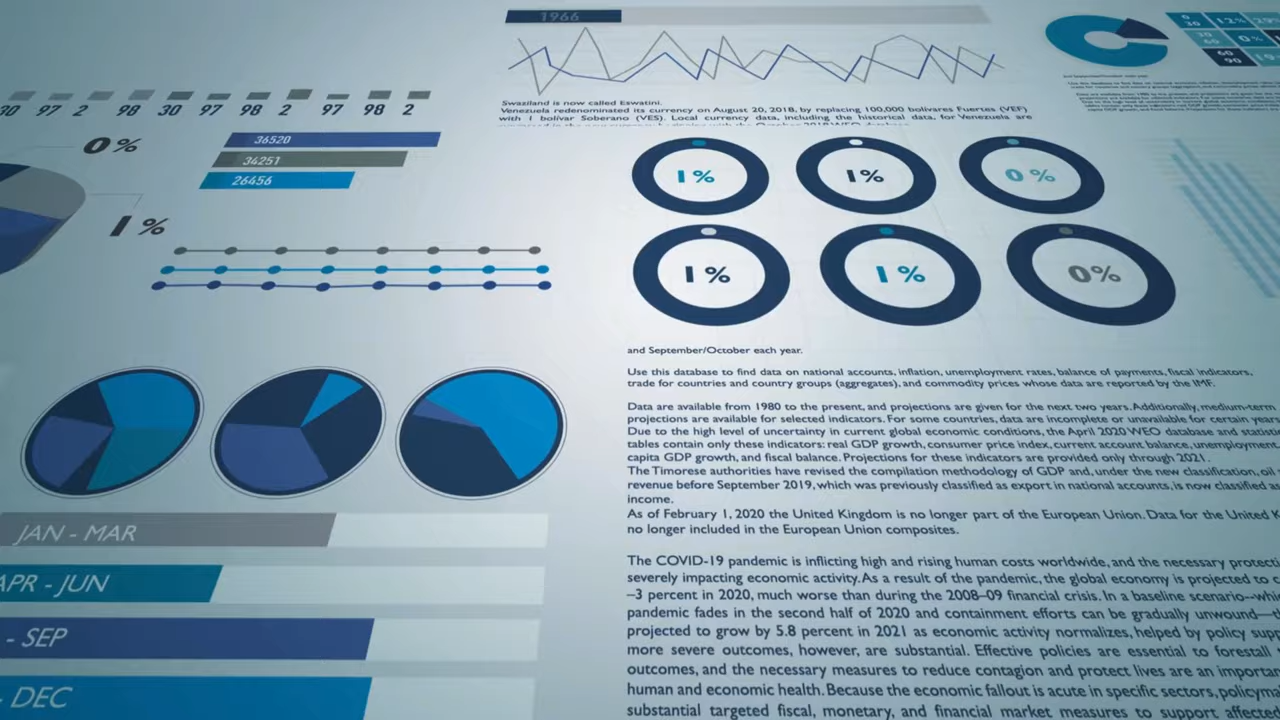 1966
Swaziland is now called Eswatini.
Venezuela redenominated its currency on August 20, 2018, by replacing 100,000 bolivares Fuertes (VEF)
with 1 bolivar Soberano (VES). Local currency data, including the historical data, for Venezuela are
0 30 12%
30 60 0%
60 90
30 97 2 98 30 97 98 2 97 98 2
0%
1%
36520
34251
26456
1% 1% 0%
1% 1% 0%
JAN - MAR
APR - JUN
- SEP
- DEC
and September/October each year.
Use this database to find data on national accounts, inflation, unemployment rates, balance of payments, fiscal indicators,
trade for countries and country groups (aggregates), and commodity prices whose data are reported by the IMF.
Data are available from 1980 to the present, and projections are given for the next two years. Additionally, medium-term
projections are available for selected indicators. For some countries, data are incomplete or unavailable for certain years
Due to the high level of uncertainty in current global economic conditions, the April 2020 WEO database and statistic
tables contain only these indicators: real GDP growth, consumer price index, current account balance, unemployment,
capita GDP growth, and fiscal balance. Projections for these indicators are provided only through 2021.
The Timorese authorities have revised the compilation methodology of GDP and, under the new classification, oil
revenue before September 2019, which was previously classified as export in national accounts, is now classified as
income.
As of February 1, 2020 the United Kingdom is no longer part of the European Union. Data for the United K
no longer included in the European Union composites.
The COVID-19 pandemic is inflicting high and rising human costs worldwide, and the necessary protecti
severely impacting economic activity. As a result of the pandemic, the global economy is projected to c
–3 percent in 2020, much worse than during the 2008–09 financial crisis. In a baseline scenario--whi
pandemic fades in the second half of 2020 and containment efforts can be gradually unwound—t
projected to grow by 5.8 percent in 2021 as economic activity normalizes, helped by policy supp
more severe outcomes, however, are substantial. Effective policies are essential to forestall
outcomes, and the necessary measures to reduce contagion and protect lives are an importan
human and economic health. Because the economic fallout is acute in specific sectors, policyma
substantial targeted fiscal, monetary, and financial market measures to support affected